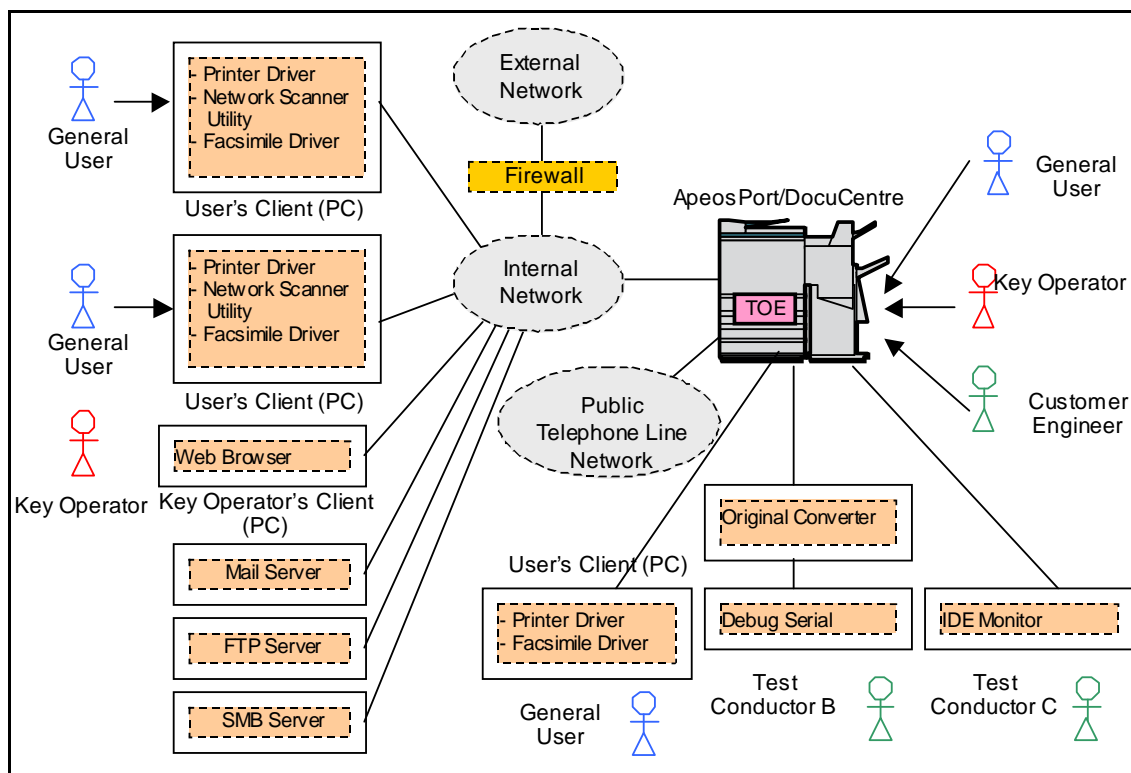 - Printer Driver
- Network Scanner
Utility
- Facsimile Driver
General
User
User's Client (PC)
External
Network
Firewall
ApeosPort/DocuCentre
General
User
- Printer Driver
- Network Scanner
Utility
- Facsimile Driver
General
User
User's Client (PC)
Internal
Network
TOE
Key Operator
Customer
Engineer
Public
Telephone Line
Network
Web Browser
Key Operator
Key Operator's Client
(PC)
Mail Server
FTP Server
SMB Server
User's Client (PC)
- Printer Driver
- Facsimile Driver
General
User
Original Converter
Debug Serial
Test
Conductor B
IDE Monitor
Test
Conductor C